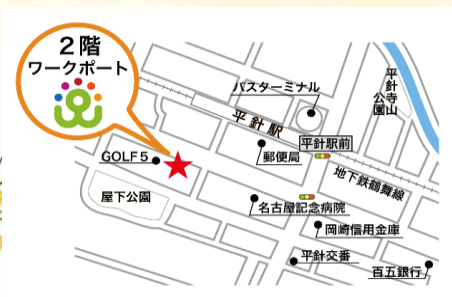 2階
ワークポート
バスターミナル
平針寺山公園
平針駅
平針駅前
GOLF5
郵便局
地下鉄鶴舞線
屋下公園
名古屋記念病院
岡崎信用金庫
平針交番
百五銀行